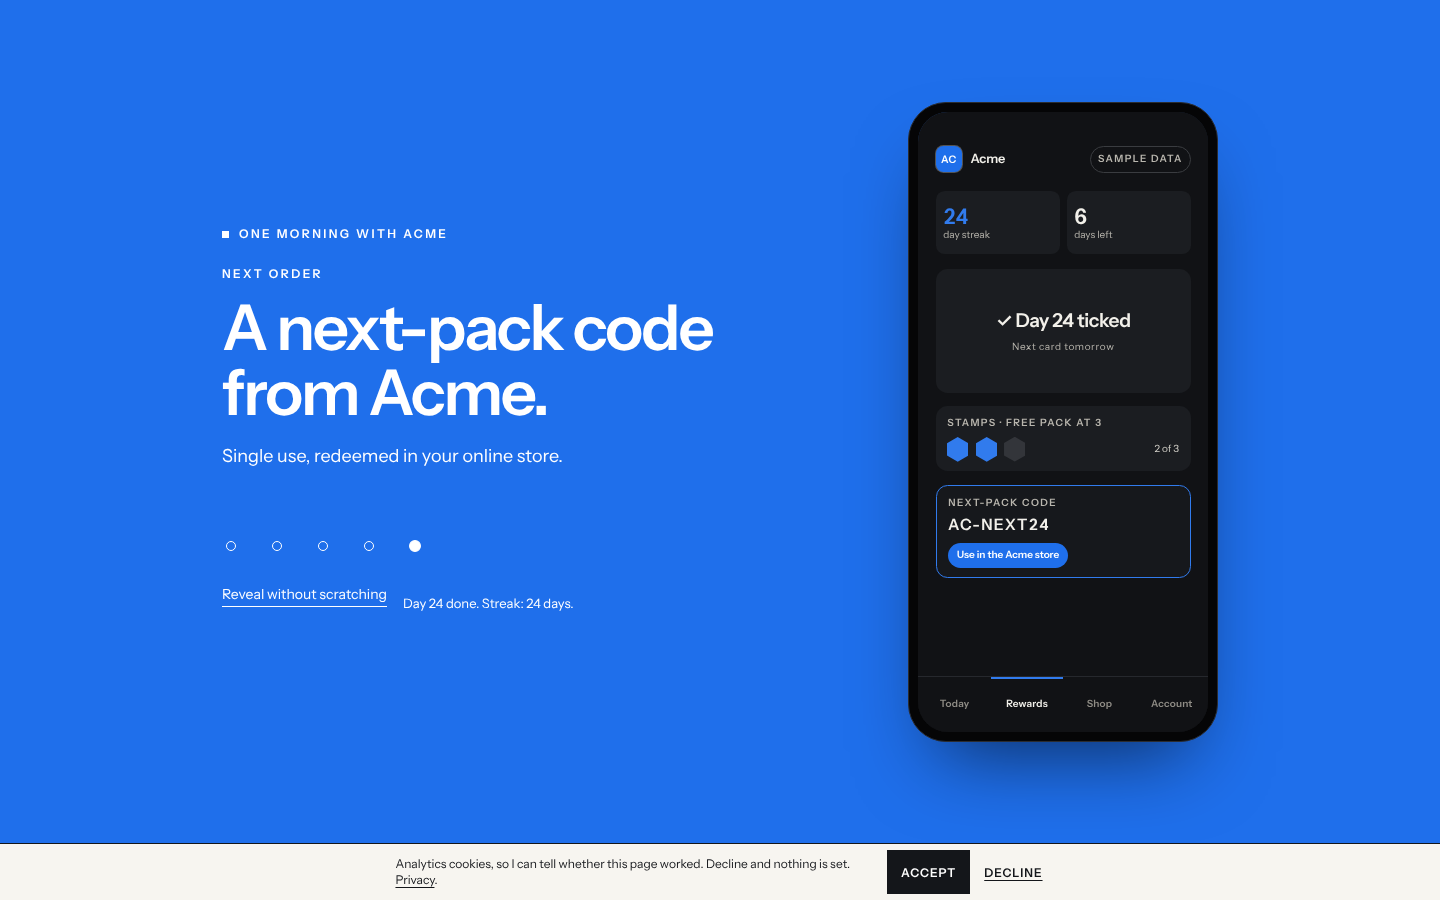 ONE MORNING WITH ACME
NEXT ORDER
A next-pack code
from Acme.
Single use, redeemed in your online store.
Reveal without scratching
Day 24 done. Streak: 24 days.
AC
Acme
SAMPLE DATA
24
day streak
6
days left
✓ Day 24 ticked
Next card tomorrow
STAMPS · FREE PACK AT 3
2 of 3
NEXT-PACK CODE
AC-NEXT24
Use in the Acme store
Today
Rewards
Shop
Account
Analytics cookies, so I can tell whether this page worked. Decline and nothing is set.
Privacy.
ACCEPT
DECLINE